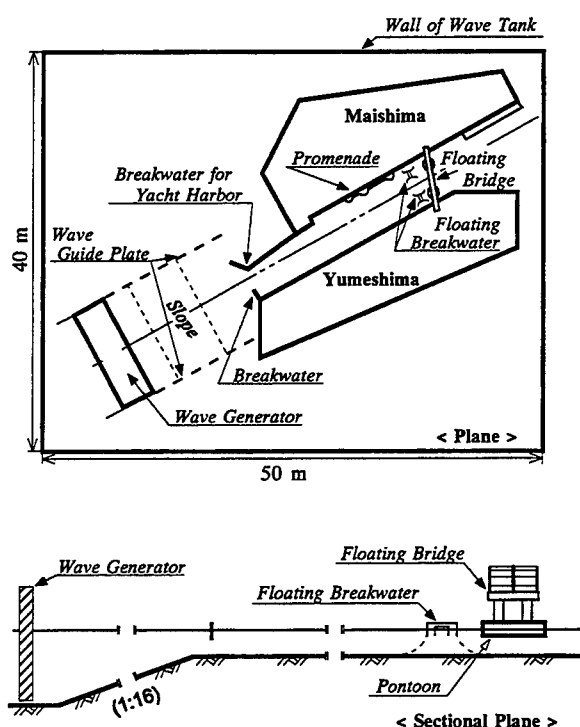 Wall of Wave Tank
Maishima
Promenade
Floating
Bridge
Breakwater for
Yacht Harbor
Wave
Guide Plate
Floating
Breakwater
40 m
Yumeshima
Slope
Breakwater
Wave Generator
< Plane >
50 m
Wave Generator
Floating Bridge
Floating Breakwater
(1:16)
Pontoon
< Sectional Plane >